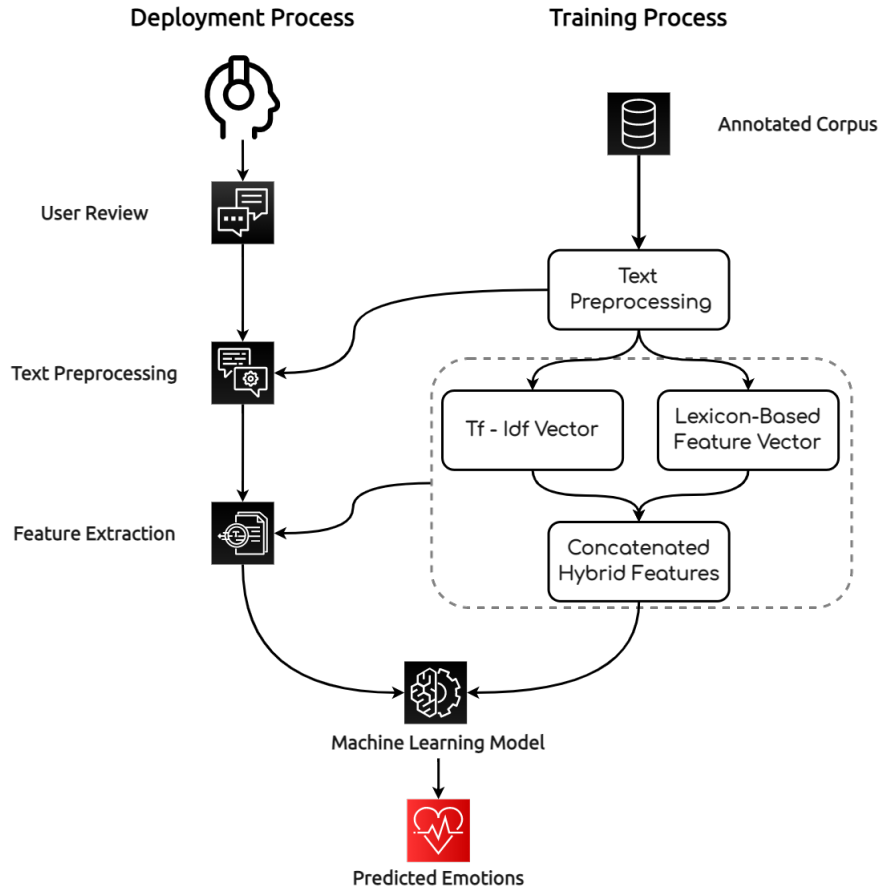 Deployment Process
Training Process
Annotated Corpus
User Review
Text
Preprocessing
Text Preprocessing
Tf - Idf Vector
Lexicon-Based
Feature Vector
Feature Extraction
Concatenated
Hybrid Features
Machine Learning Model
Predicted Emotions